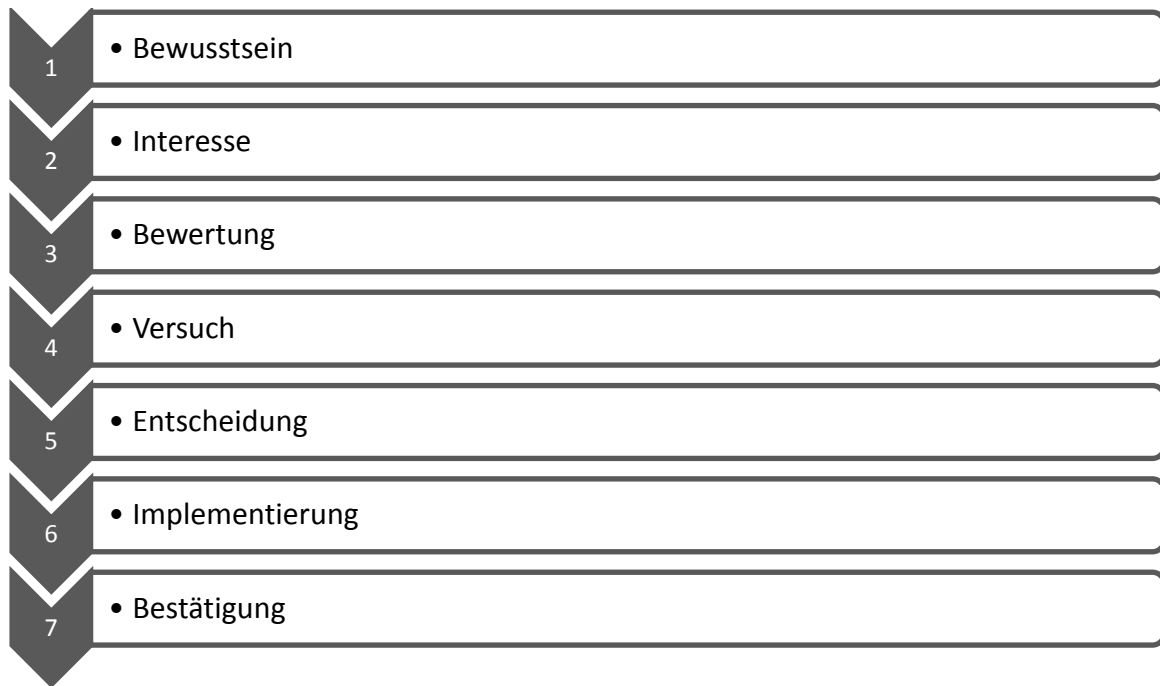 1 • Bewusstsein
2 • Interesse
3 • Bewertung
4 • Versuch
5 • Entscheidung
6 • Implementierung
7 • Bestätigung